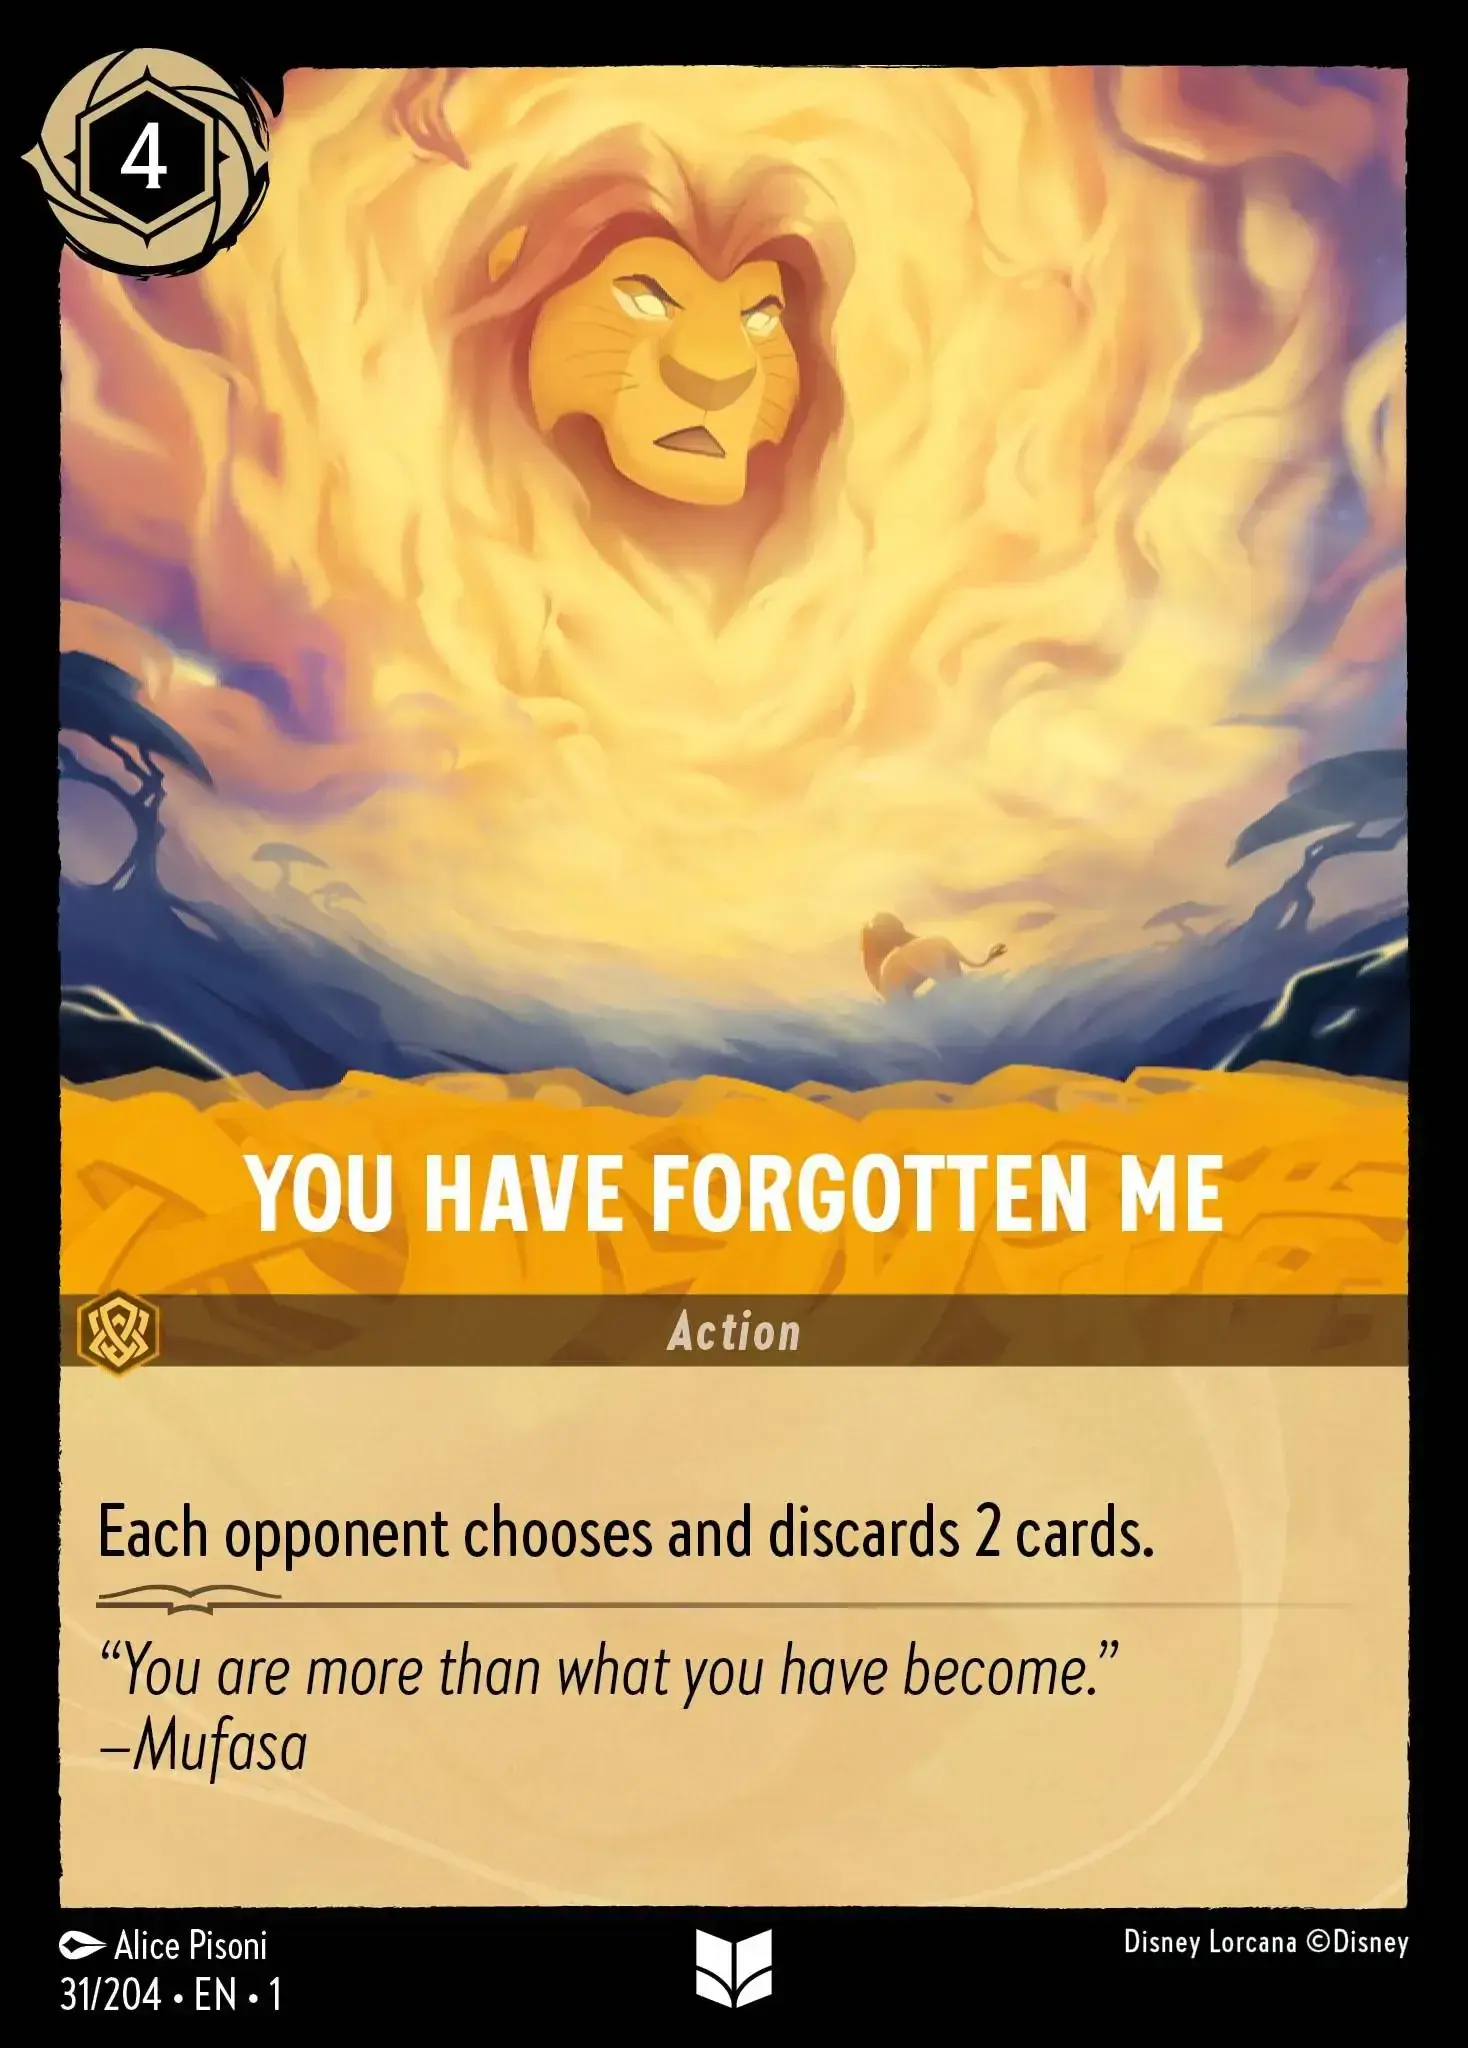 4
YOU HAVE FORGOTTEN ME
Action
Each opponent chooses and discards 2 cards.
“You are more than what you have become.”
–Mufasa
Alice Pisoni
Disney Lorcana ©Disney
31/204 • EN • 1